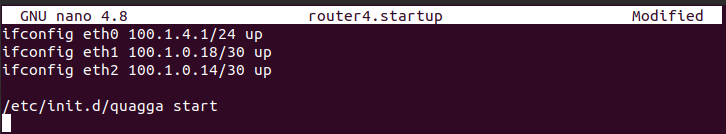 GNU nano 4.8 router4.startup Modified
ifconfig eth0 100.1.4.1/24 up
ifconfig eth1 100.1.0.18/30 up
ifconfig eth2 100.1.0.14/30 up
/etc/init.d/quagga start